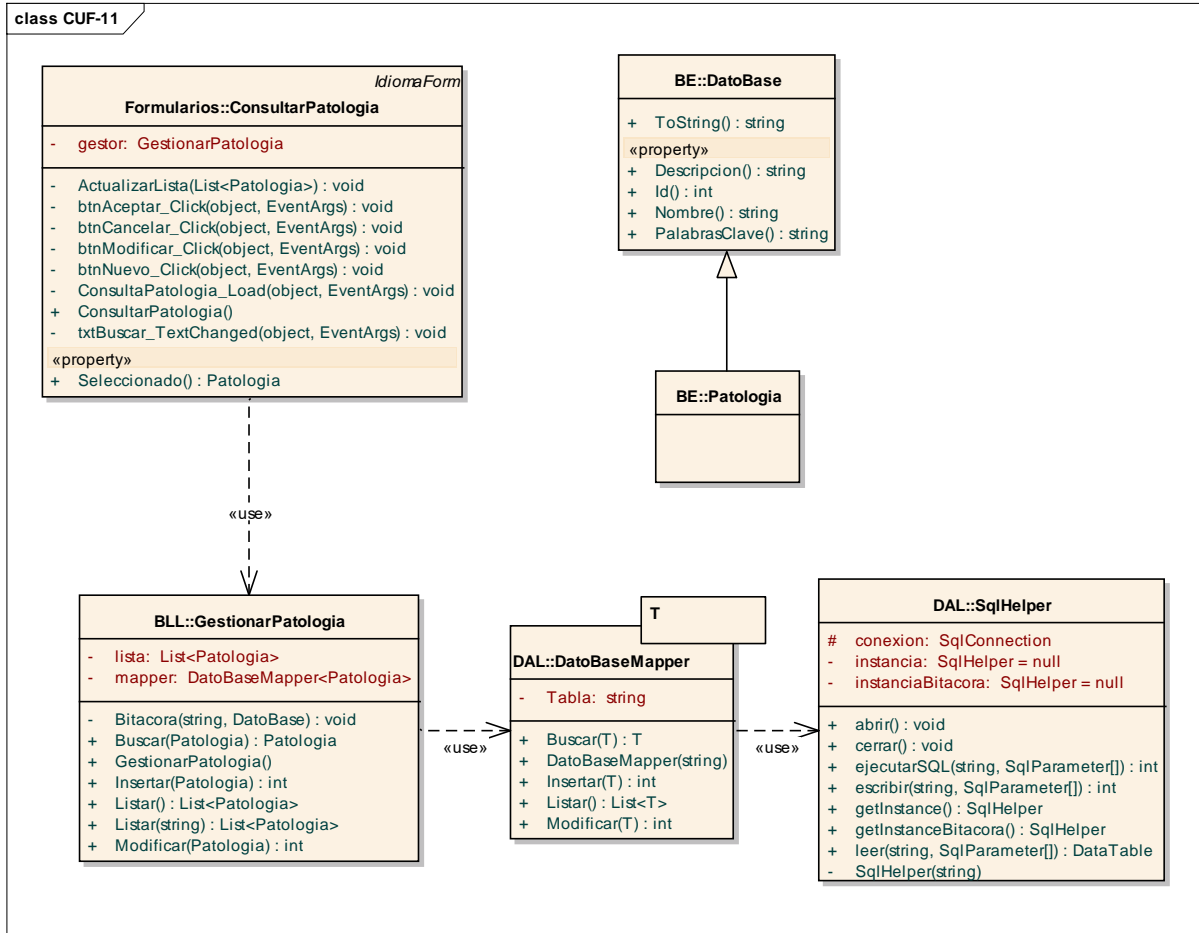 class CUF-11
IdiomaForm
Formularios::ConsultarPatologia
- gestor: GestionarPatologia
- ActualizarLista(List<Patologia>) : void
- btnAceptar_Click(object, EventArgs) : void
- btnCancelar_Click(object, EventArgs) : void
- btnModificar_Click(object, EventArgs) : void
- btnNuevo_Click(object, EventArgs) : void
- ConsultaPatologia_Load(object, EventArgs) : void
+ ConsultarPatologia()
- txtBuscar_TextChanged(object, EventArgs) : void
«property»
+ Seleccionado() : Patologia
BE::DatoBase
+ ToString() : string
«property»
+ Descripcion() : string
+ Id() : int
+ Nombre() : string
+ PalabrasClave() : string
BE::Patologia
«use»
BLL::GestionarPatologia
- lista: List<Patologia>
- mapper: DatoBaseMapper<Patologia>
- Bitacora(string, DatoBase) : void
+ Buscar(Patologia) : Patologia
+ GestionarPatologia()
+ Insertar(Patologia) : int
+ Listar() : List<Patologia>
+ Listar(string) : List<Patologia>
+ Modificar(Patologia) : int
«use»
T
DAL::DatoBaseMapper
- Tabla: string
+ Buscar(T) : T
+ DatoBaseMapper(string)
+ Insertar(T) : int
+ Listar() : List<T>
+ Modificar(T) : int
«use»
DAL::SqlHelper
# conexion: SqlConnection
- instancia: SqlHelper = null
- instanciaBitacora: SqlHelper = null
+ abrir() : void
+ cerrar() : void
+ ejecutarSQL(string, SqlParameter[]) : int
+ escribir(string, SqlParameter[]) : int
+ getInstance() : SqlHelper
+ getInstanceBitacora() : SqlHelper
+ leer(string, SqlParameter[]) : DataTable
- SqlHelper(string)